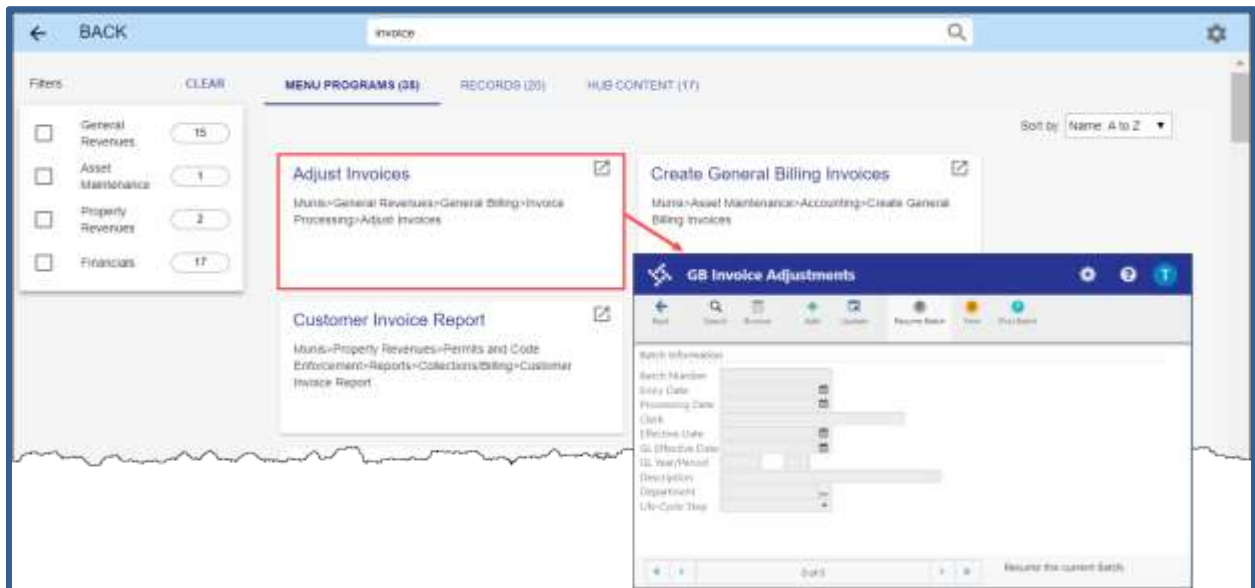 BACK
invoice
Filters
CLEAR
MENU PROGRAMS (35)
RECORDS (20)
HUB CONTENT (17)
Sort by Name: A to Z
General Revenues
15
Asset Maintenance
1
Property Revenues
2
Financials
17
Adjust Invoices
Munis>General Revenues>General Billing>Invoice
Processing>Adjust Invoices
Create General Billing Invoices
Munis>Asset Maintenance>Accounting>Create General
Billing Invoices
Customer Invoice Report
Munis>Property Revenues>Permits and Code
Enforcement>Reports>Collections/Billing>Customer
Invoice Report
GB Invoice Adjustments
T
Back
Search
Browse
Add
Update
Resume Batch
View
Batch Information
Batch Number
Entry Date
Processing Date
Clerk
Effective Date
GL Effective Date
GL Year/Period
Description
Department
Life-Cycle Step
0 of 0
Resume the current Batch